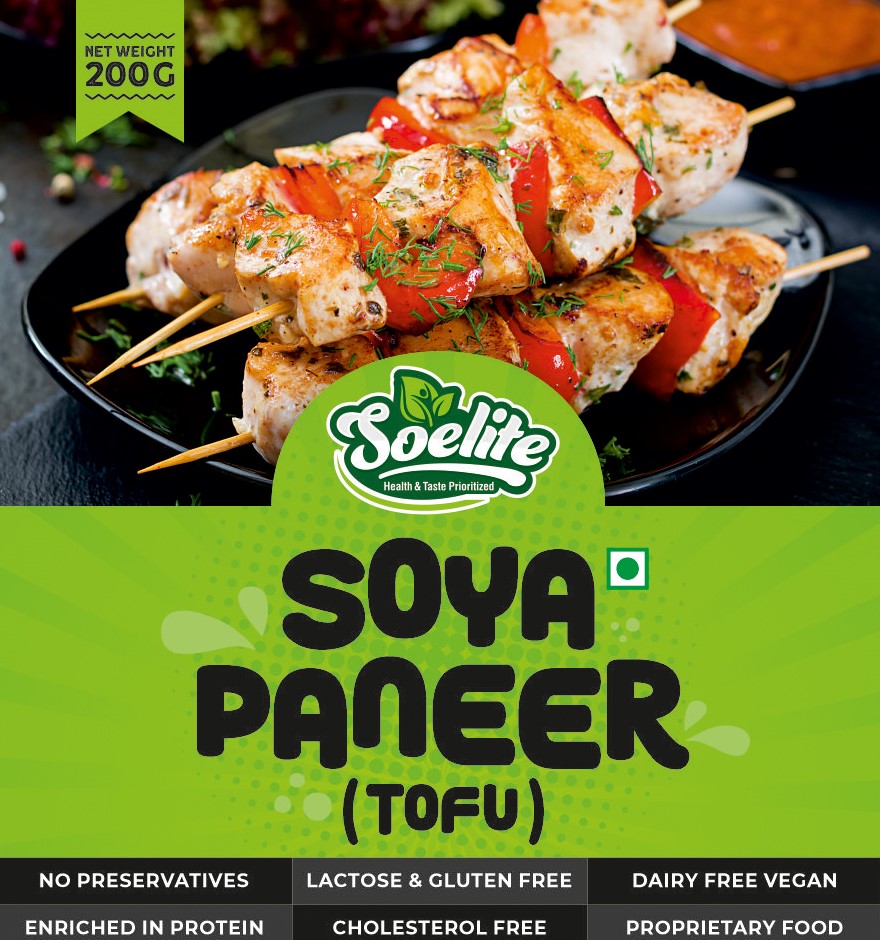 NET WEIGHT
200G
Soelite
Health & Taste Prioritized
SOYA
PANEER
(TOFU)
NO PRESERVATIVES
LACTOSE & GLUTEN FREE
DAIRY FREE VEGAN
ENRICHED IN PROTEIN
CHOLESTEROL FREE
PROPRIETARY FOOD